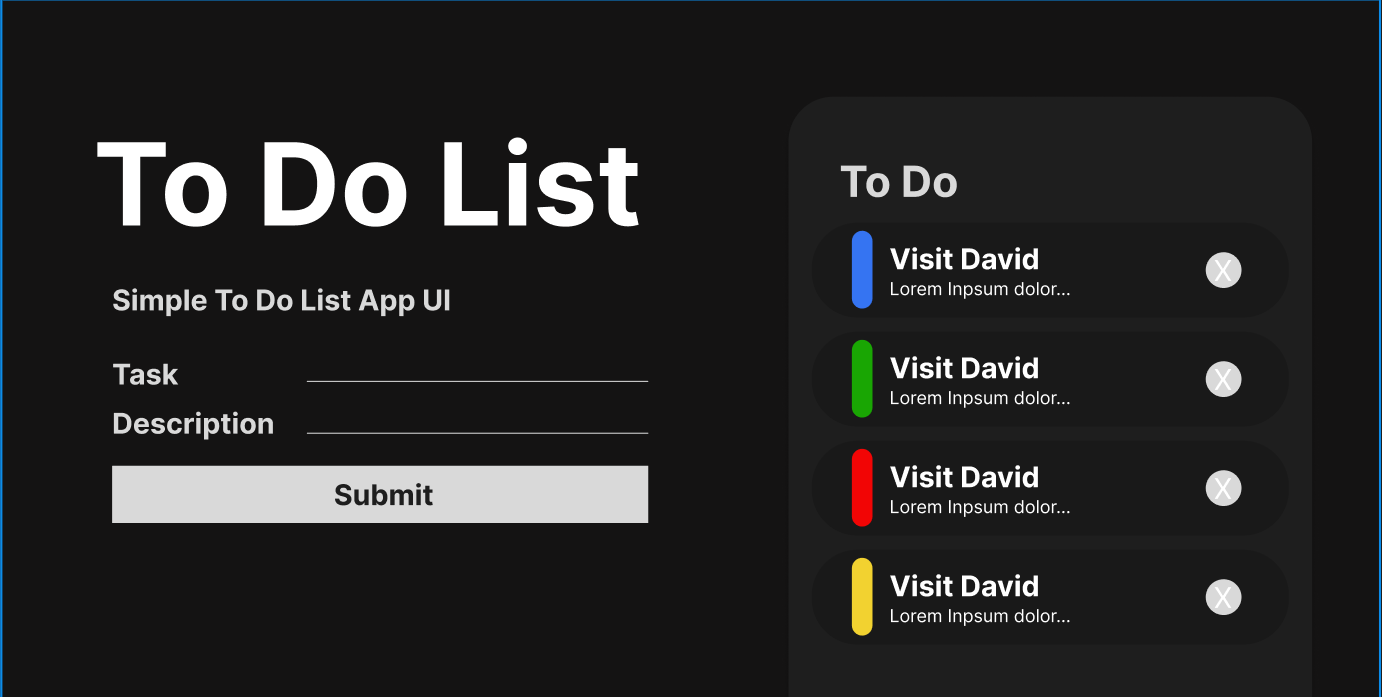 To Do List
Simple To Do List App UI
Task
Description
Submit
To Do
Visit David
Lorem Inpsum dolor...
X
Visit David
Lorem Inpsum dolor...
X
Visit David
Lorem Inpsum dolor...
X
Visit David
Lorem Inpsum dolor...
X